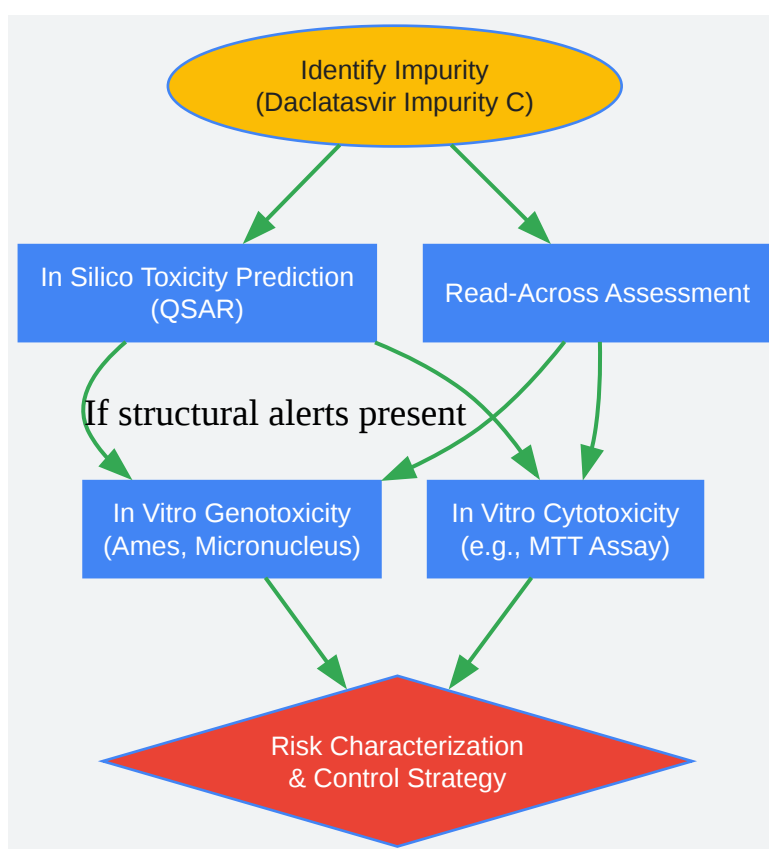 Identify Impurity
(Daclatasvir Impurity C)
In Silico Toxicity Prediction
(QSAR)
Read-Across Assessment
If structural alerts present
In Vitro Genotoxicity
(Ames, Micronucleus)
In Vitro Cytotoxicity
(e.g., MTT Assay)
Risk Characterization
& Control Strategy